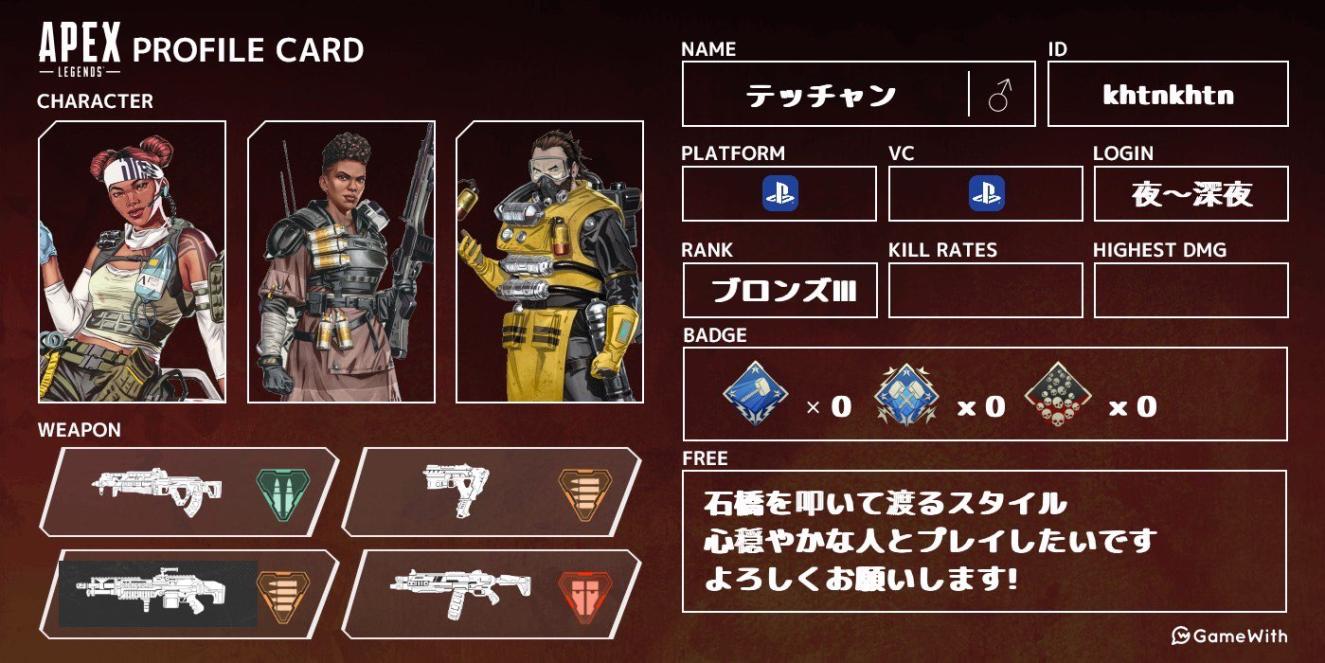 APEX
LEGENDS
PROFILE CARD
CHARACTER
WEAPON
NAME
テッチャン
♂
ID
khtnkhtn
PLATFORM
VC
LOGIN
夜〜深夜
RANK
ブロンズⅢ
KILL RATES
HIGHEST DMG
BADGE
× 0
x 0
x 0
FREE
石橋を叩いて渡るスタイル
心穏やかな人とプレイしたいです
よろしくお願いします!
GameWith